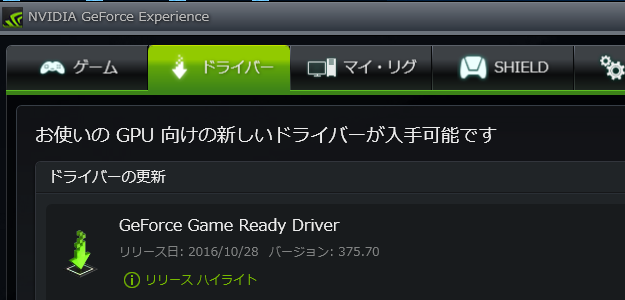 NVIDIA GeForce Experience
ゲーム ドライバー マイ・リグ SHIELD
お使いの GPU 向けの新しいドライバーが入手可能です
ドライバーの更新
GeForce Game Ready Driver
リリース日: 2016/10/28 バージョン: 375.70
リリース ハイライト